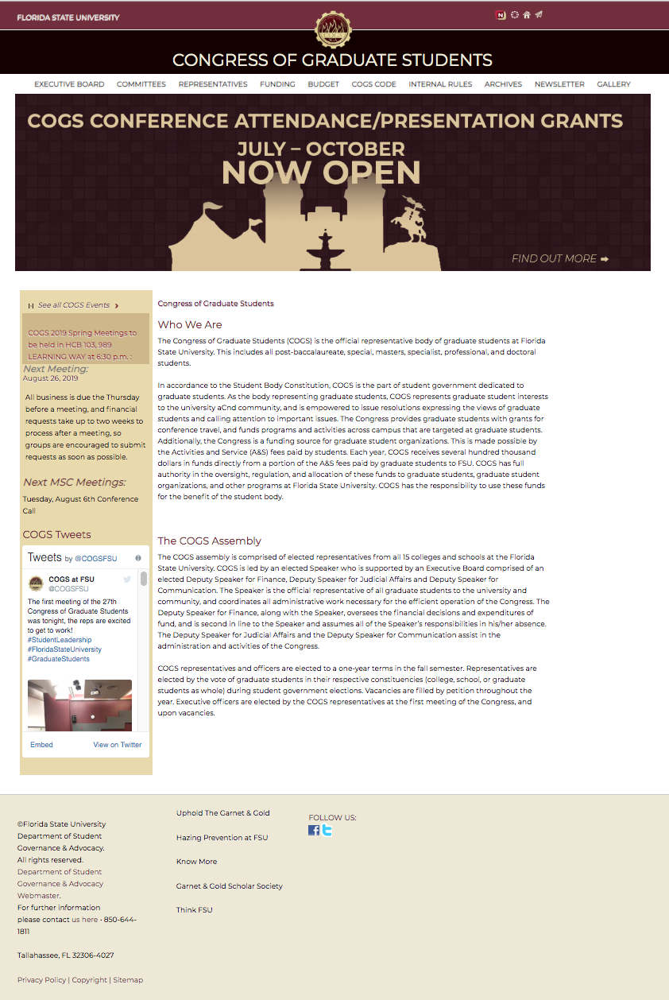 FLORIDA STATE UNIVERSITY
N
COGS
CONGRESS OF GRADUATE STUDENTS
EXECUTIVE BOARD COMMITTEES REPRESENTATIVES FUNDING BUDGET COGS CODE INTERNAL RULES ARCHIVES NEWSLETTER GALLERY
COGS CONFERENCE ATTENDANCE/PRESENTATION GRANTS
JULY – OCTOBER
NOW OPEN
FIND OUT MORE
See all COGS Events
COGS 2019 Spring Meetings to
be held in HCB 103, 989
LEARNING WAY at 6:30 p.m. :
Next Meeting:
August 26, 2019
All business is due the Thursday
before a meeting, and financial
requests take up to two weeks to
process after a meeting, so
groups are encouraged to submit
requests as soon as possible.
Next MSC Meetings:
Tuesday, August 6th Conference
Call
COGS Tweets
Tweets by @COGSFSU
COGS at FSU
@COGSFSU
The first meeting of the 27th
Congress of Graduate Students
was tonight, the reps are excited
to get to work!
#StudentLeadership
#FloridaStateUniversity
#GraduateStudents
Embed View on Twitter
Congress of Graduate Students
Who We Are
The Congress of Graduate Students (COGS) is the official representative body of graduate students at Florida
State University. This includes all post-baccalaureate, special, masters, specialist, professional, and doctoral
students.
In accordance to the Student Body Constitution, COGS is the part of student government dedicated to
graduate students. As the body representing graduate students, COGS represents graduate student interests
to the university aCnd community, and is empowered to issue resolutions expressing the views of graduate
students and calling attention to important issues. The Congress provides graduate students with grants for
conference travel, and funds programs and activities across campus that are targeted at graduate students.
Additionally, the Congress is a funding source for graduate student organizations. This is made possible by
the Activities and Service (A&S) fees paid by students. Each year, COGS receives several hundred thousand
dollars in funds directly from a portion of the A&S fees paid by graduate students to FSU. COGS has full
authority in the oversight, regulation, and allocation of these funds to graduate students, graduate student
organizations, and other programs at Florida State University. COGS has the responsibility to use these funds
for the benefit of the student body.
The COGS Assembly
The COGS assembly is comprised of elected representatives from all 15 colleges and schools at the Florida
State University. COGS is led by an elected Speaker who is supported by an Executive Board comprised of an
elected Deputy Speaker for Finance, Deputy Speaker for Judicial Affairs and Deputy Speaker for
Communication. The Speaker is the official representative of all graduate students to the university and
community, and coordinates all administrative work necessary for the efficient operation of the Congress. The
Deputy Speaker for Finance, along with the Speaker, oversees the financial decisions and expenditures of
fund, and is second in line to the Speaker and assumes all of the Speaker's responsibilities in his/her absence.
The Deputy Speaker for Judicial Affairs and the Deputy Speaker for Communication assist in the
administration and activities of the Congress.
COGS representatives and officers are elected to a one-year terms in the fall semester. Representatives are
elected by the vote of graduate students in their respective constituencies (college, school, or graduate
students as whole) during student government elections. Vacancies are filled by petition throughout the
year. Executive officers are elected by the COGS representatives at the first meeting of the Congress, and
upon vacancies.
©Florida State University
Department of Student
Governance & Advocacy.
All rights reserved.
Department of Student
Governance & Advocacy
Webmaster.
For further information
please contact us here • 850-644-
1811
Tallahassee, FL 32306-4027
Privacy Policy | Copyright | Sitemap
Uphold The Garnet & Gold
Hazing Prevention at FSU
Know More
Garnet & Gold Scholar Society
Think FSU
FOLLOW US: